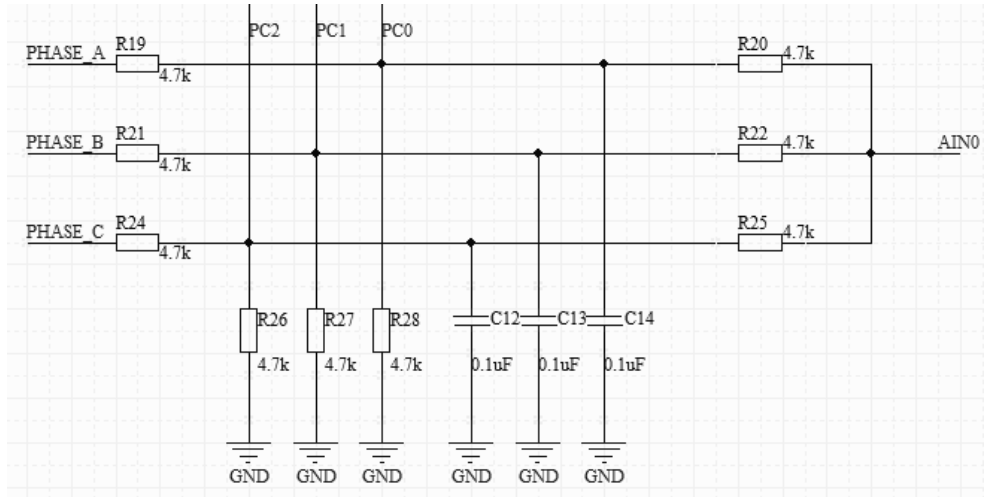 PC2 PC1 PC0
PHASE_A R19 4.7k R20 4.7k
PHASE_B R21 4.7k R22 4.7k AIN0
PHASE_C R24 4.7k R25 4.7k
R26 R27 R28 C12 C13 C14
4.7k 4.7k 4.7k 0.1uF 0.1uF 0.1uF
GND GND GND GND GND GND